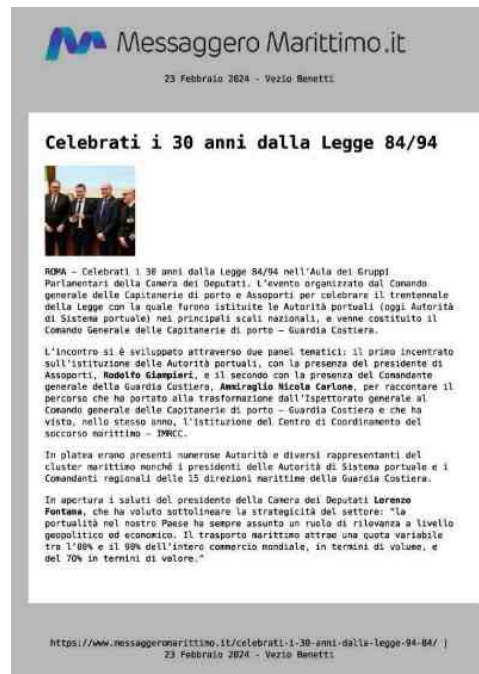 Messaggero Marittimo.it
23 Febbraio 2024 - Vezio Benetti
Celebrati i 30 anni dalla Legge 84/94
ROMA – Celebrati i 30 anni dalla Legge 84/94 nell'Aula dei Gruppi
Parlamentari della Camera dei Deputati. L'evento organizzato dal Comando
generale delle Capitanerie di porto e Assoporti per celebrare il trentennale
della Legge con la quale furono istituite le Autorità portuali (oggi Autorità
di Sistema portuale) nei principali scali nazionali, e venne costituito il
Comando Generale delle Capitanerie di porto – Guardia Costiera.
L'incontro si è sviluppato attraverso due panel tematici: il primo incentrato
sull'istituzione delle Autorità portuali, con la presenza del presidente di
Assoporti, Rodolfo Giampieri, e il secondo con la presenza del Comandante
generale della Guardia Costiera, Ammiraglio Nicola Carlone, per raccontare il
percorso che ha portato alla trasformazione dall'Ispettorato generale al
Comando generale delle Capitanerie di porto – Guardia Costiera e che ha
visto, nello stesso anno, l'istituzione del Centro di Coordinamento del
soccorso marittimo – IMRCC.
In platea erano presenti numerose Autorità e diversi rappresentanti del
cluster marittimo nonché i presidenti delle Autorità di Sistema portuale e i
Comandanti regionali delle 15 direzioni marittime della Guardia Costiera.
In apertura i saluti del presidente della Camera dei Deputati Lorenzo
Fontana, che ha voluto sottolineare la strategicità del settore: "la
portualità nel nostro Paese ha sempre assunto un ruolo di rilevanza a livello
geopolitico ed economico. Il trasporto marittimo attrae una quota variabile
tra l'80% e il 90% dell'intero commercio mondiale, in termini di volume, e
del 70% in termini di valore."
https://www.messaggeromarittimo.it/celebrati-i-30-anni-dalla-legge-94-84/ |
23 Febbraio 2024 - Vezio Benetti